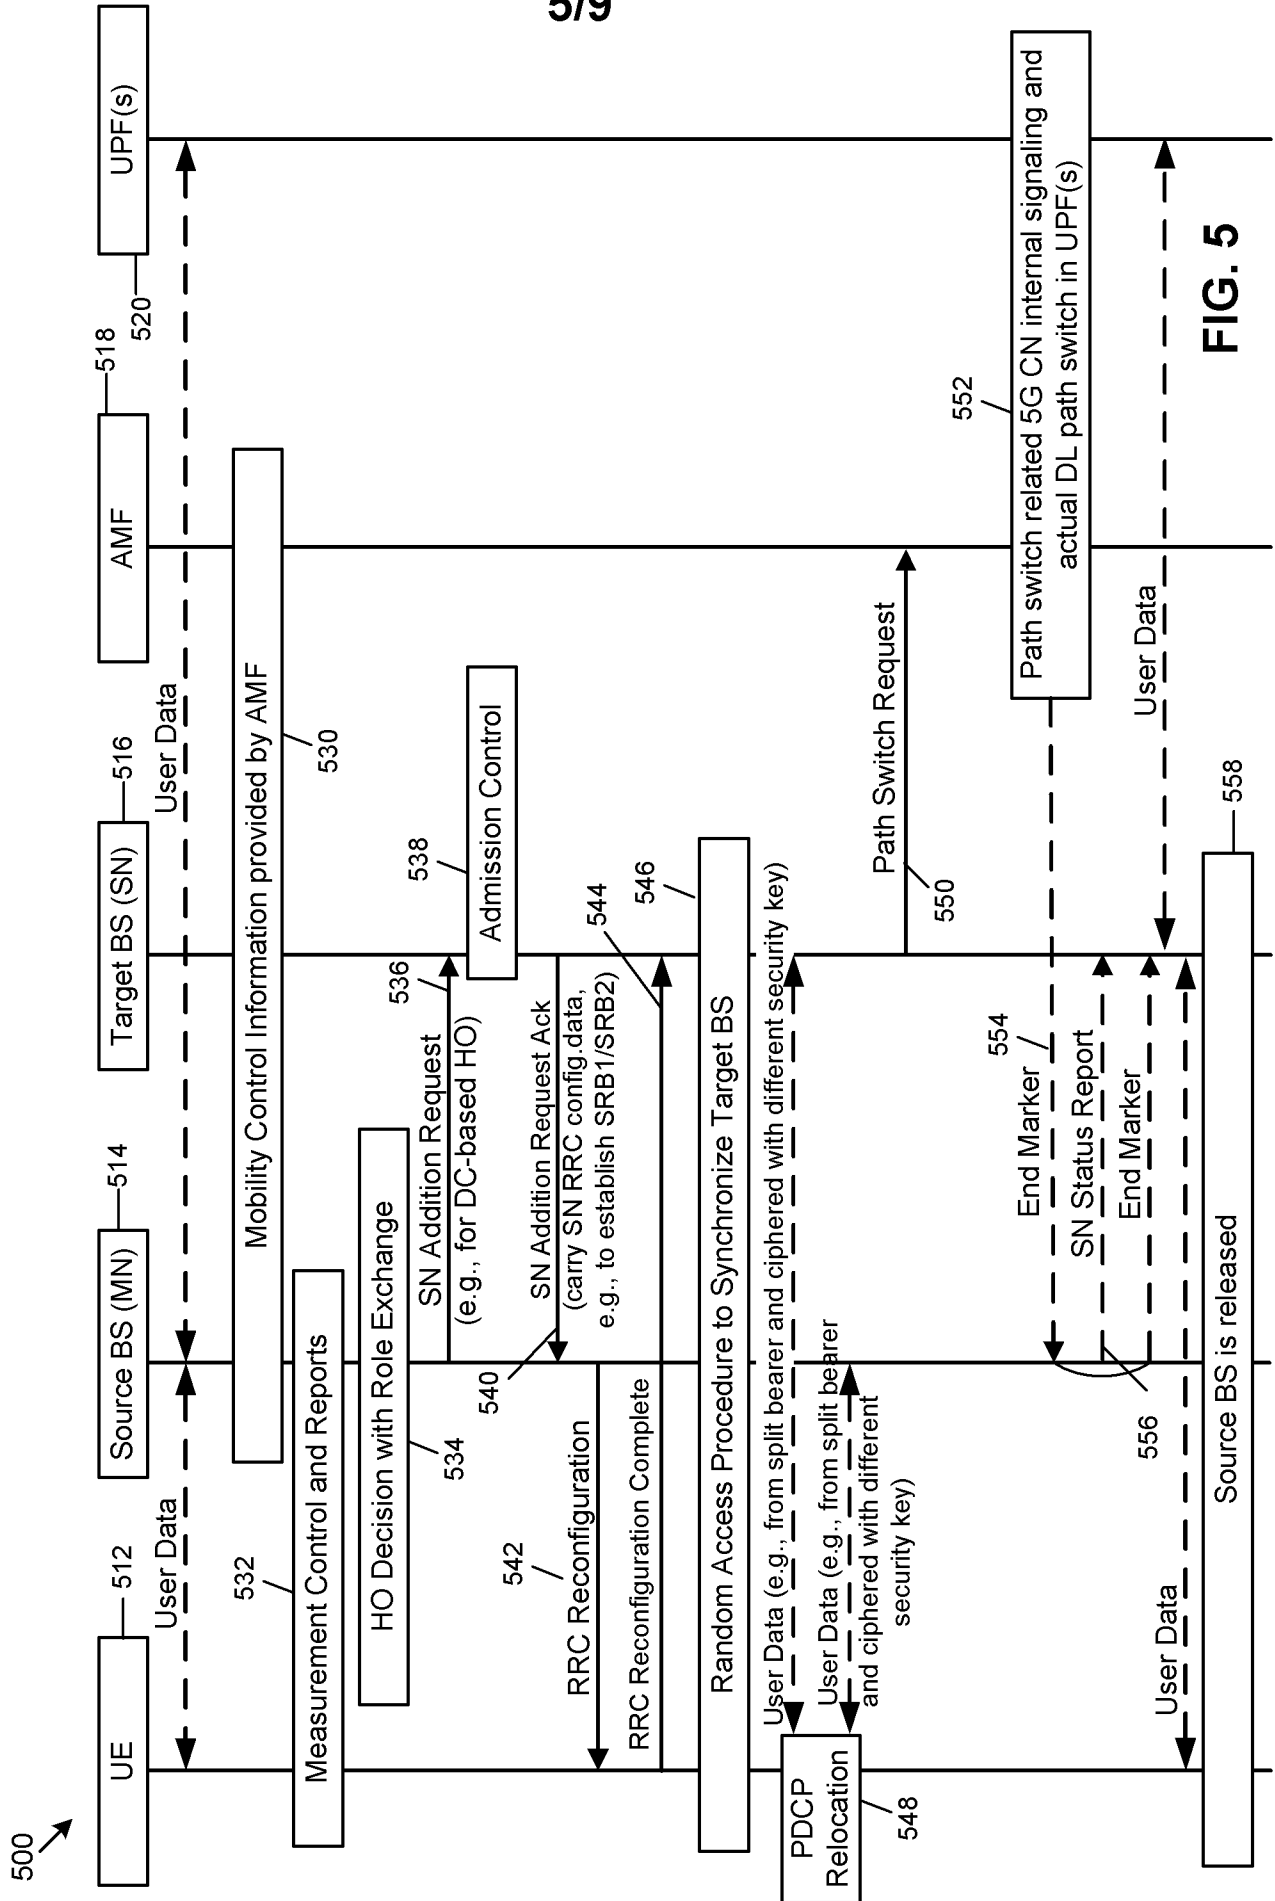 5/9
500
UE
512
Source BS (MN)
514
Target BS (SN)
516
AMF
518
UPF(s)
520
User Data
User Data
Mobility Control Information provided by AMF
530
532
Measurement Control and Reports
HO Decision with Role Exchange
534
SN Addition Request
(e.g., for DC-based HO)
536
538
Admission Control
SN Addition Request Ack
(carry SN RRC config.data,
e.g., to establish SRB1/SRB2)
540
542
RRC Reconfiguration
544
RRC Reconfiguration Complete
546
Random Access Procedure to Synchronize Target BS
User Data (e.g., from split bearer and ciphered with different security key)
PDCP
Relocation
548
User Data (e.g., from split bearer
and ciphered with different
security key)
Path Switch Request
550
552
Path switch related 5G CN internal signaling and
actual DL path switch in UPF(s)
554
End Marker
SN Status Report
End Marker
556
User Data
User Data
558
Source BS is released
FIG. 5